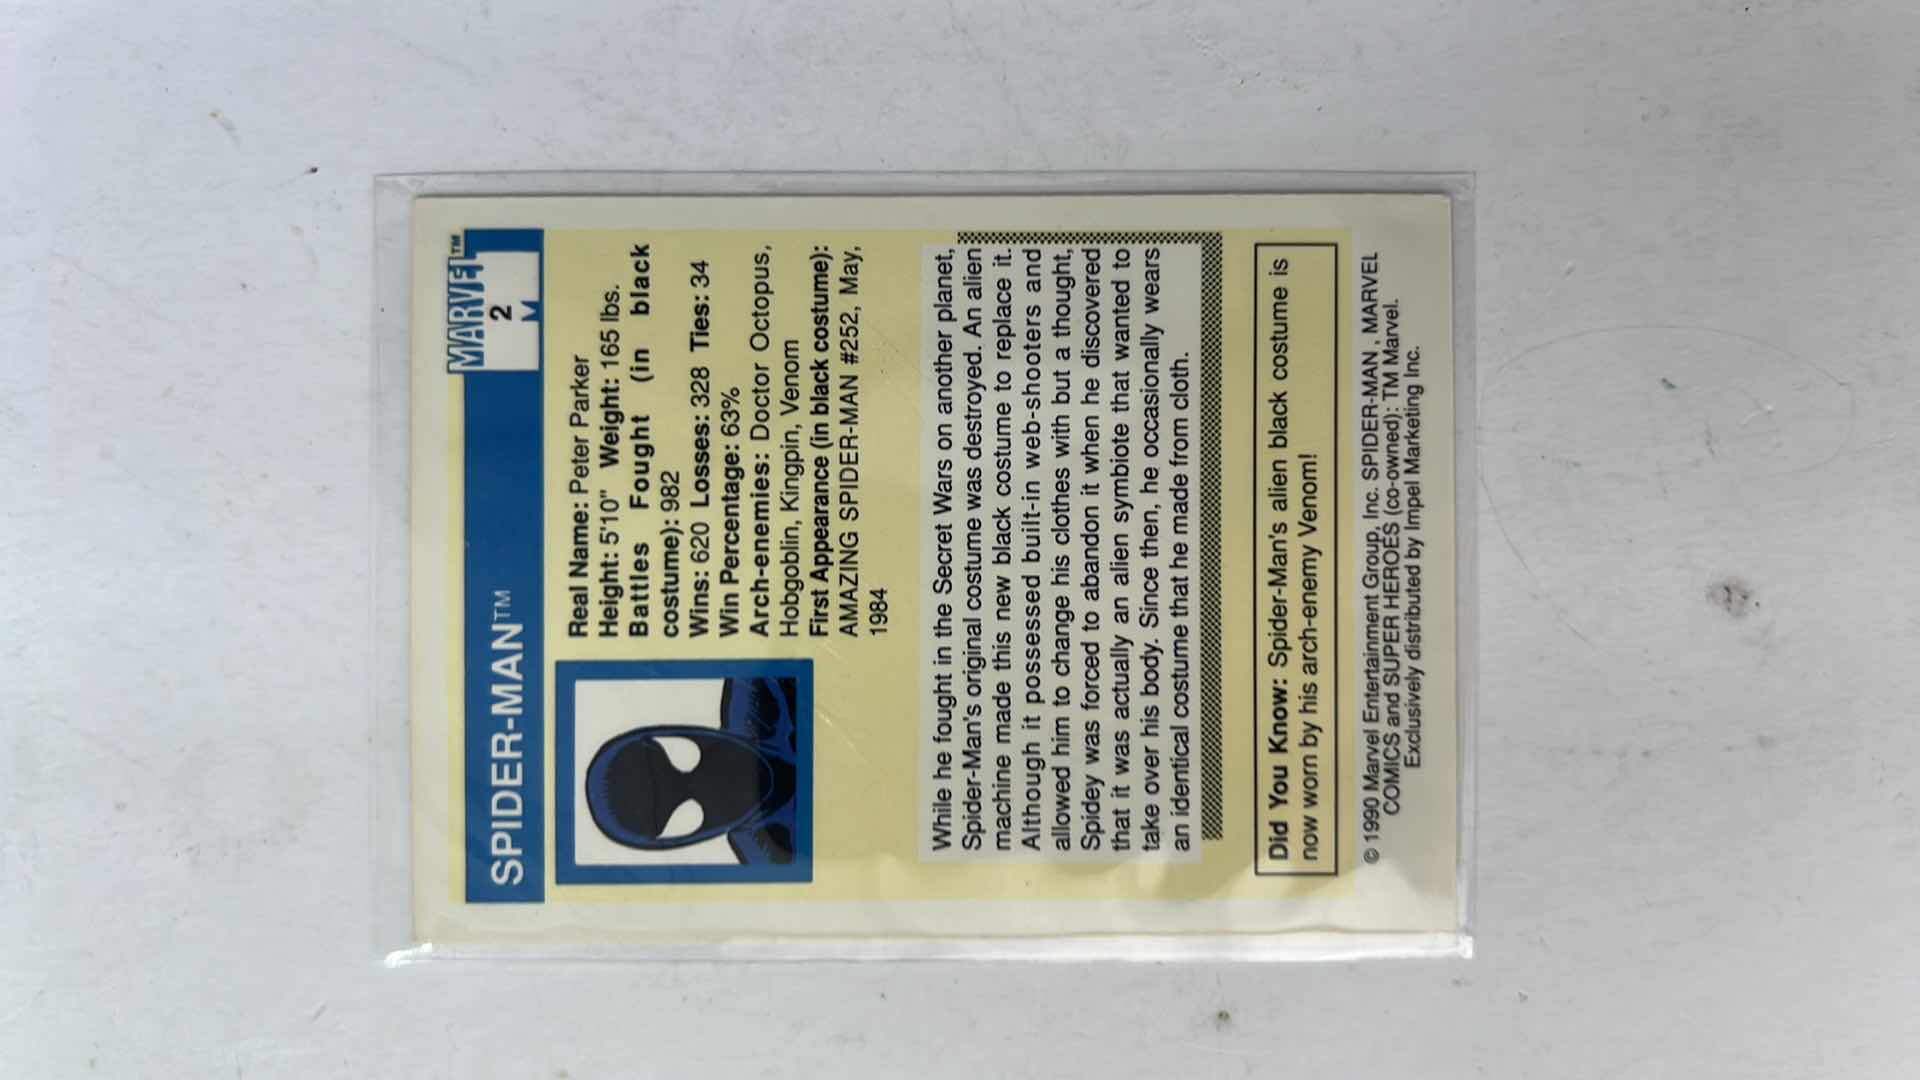 MARVEL™
2
SPIDER-MAN™
Real Name: Peter Parker
Height: 5'10" Weight: 165 lbs.
Battles Fought (in black
costume): 982
Wins: 620 Losses: 328 Ties: 34
Win Percentage: 63%
Arch-enemies: Doctor Octopus,
Hobgoblin, Kingpin, Venom
First Appearance (in black costume):
AMAZING SPIDER-MAN #252, May,
1984
While he fought in the Secret Wars on another planet,
Spider-Man's original costume was destroyed. An alien
machine made this new black costume to replace it.
Although it possessed built-in web-shooters and
allowed him to change his clothes with but a thought,
Spidey was forced to abandon it when he discovered
that it was actually an alien symbiote that wanted to
take over his body. Since then, he occasionally wears
an identical costume that he made from cloth.
Did You Know: Spider-Man's alien black costume is
now worn by his arch-enemy Venom!
© 1990 Marvel Entertainment Group, Inc. SPIDER-MAN, MARVEL
COMICS and SUPER HEROES (co-owned): TM Marvel.
Exclusively distributed by Impel Marketing Inc.